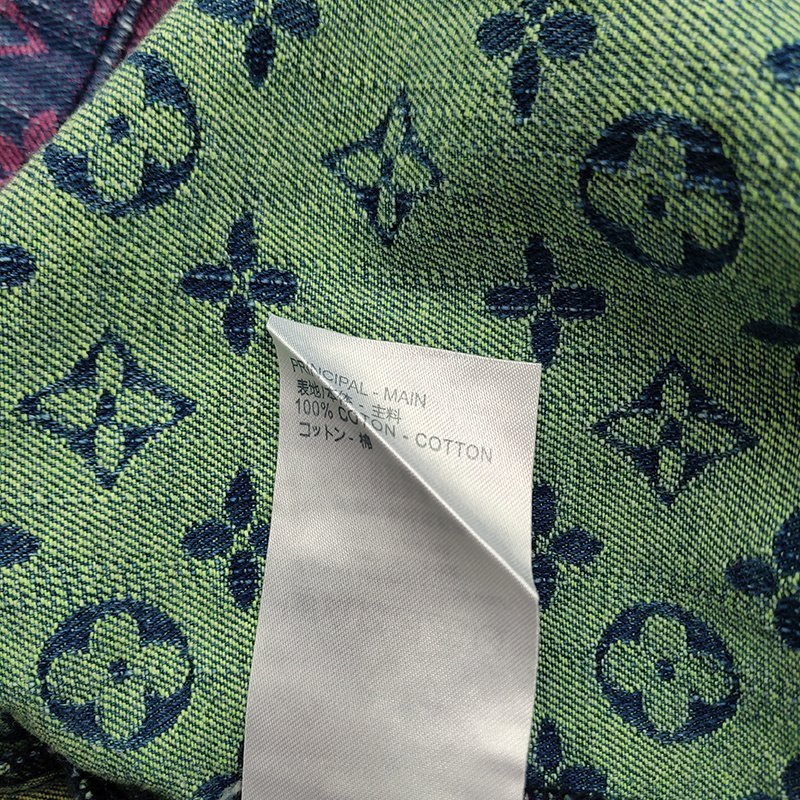 PRINCIPAL - MAIN
表地/本体 - 主料
100% COTON - COTTON
コットン - 棉